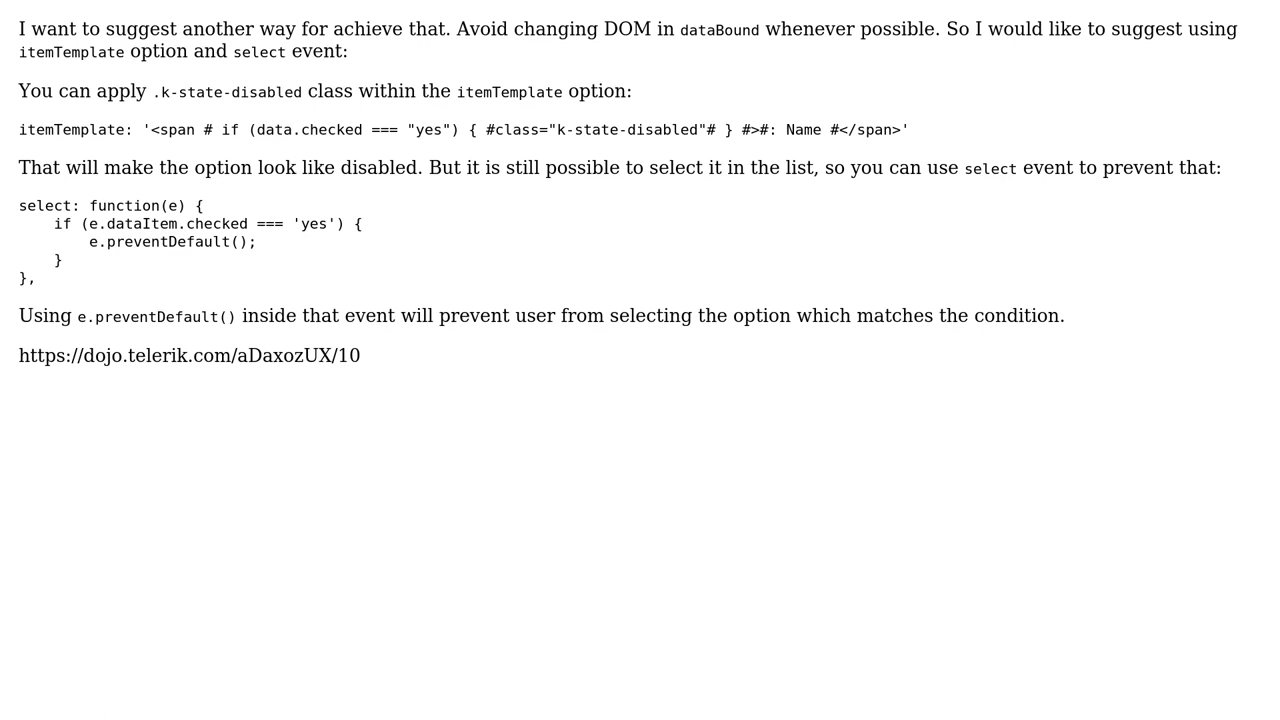 I want to suggest another way for achieve that. Avoid changing DOM in dataBound whenever possible. So I would like to suggest using
itemTemplate option and select event:
You can apply .k-state-disabled class within the itemTemplate option:
itemTemplate: '<span # if (data.checked === "yes") { #class="k-state-disabled"# } #>#: Name #</span>'
That will make the option look like disabled. But it is still possible to select it in the list, so you can use select event to prevent that:
select: function(e) {
    if (e.dataItem.checked === 'yes') {
        e.preventDefault();
    }
},
Using e.preventDefault() inside that event will prevent user from selecting the option which matches the condition.
https://dojo.telerik.com/aDaxozUX/10